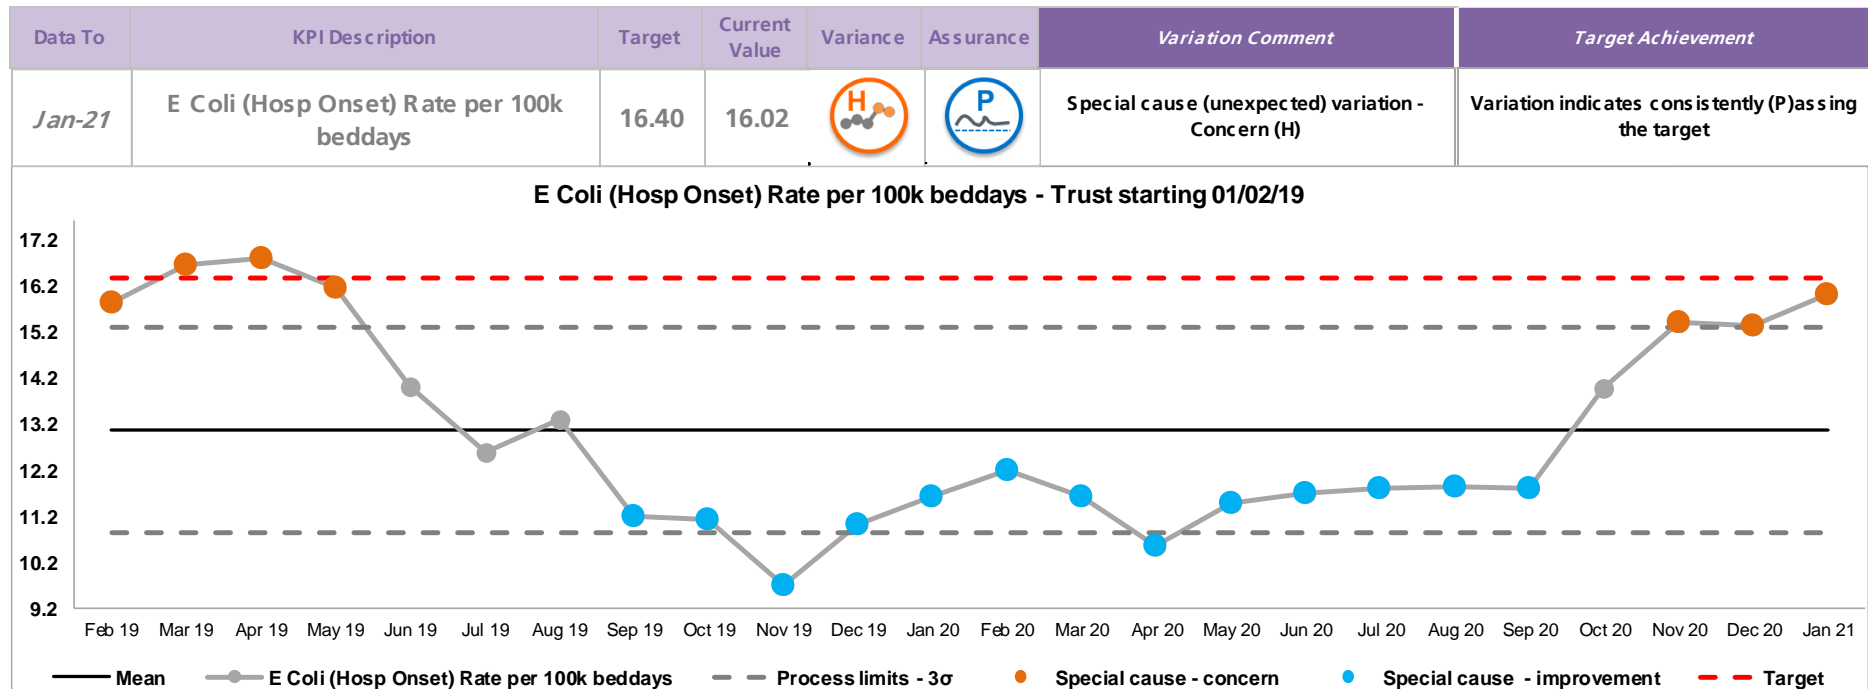 Data To
KPI Description
Target
Current
Value
Variance
Assurance
Variation Comment
Target Achievement
Jan-21
E Coli (Hosp Onset) Rate per 100k
beddays
16.40
16.02
H
P
Special cause (unexpected) variation -
Concern (H)
Variation indicates consistently (P)assing
the target
E Coli (Hosp Onset) Rate per 100k beddays - Trust starting 01/02/19
17.2
16.2
15.2
14.2
13.2
12.2
11.2
10.2
9.2
Feb 19 Mar 19 Apr 19 May 19 Jun 19 Jul 19 Aug 19 Sep 19 Oct 19 Nov 19 Dec 19 Jan 20 Feb 20 Mar 20 Apr 20 May 20 Jun 20 Jul 20 Aug 20 Sep 20 Oct 20 Nov 20 Dec 20 Jan 21
Mean E Coli (Hosp Onset) Rate per 100k beddays Process limits - 3σ Special cause - concern Special cause - improvement Target